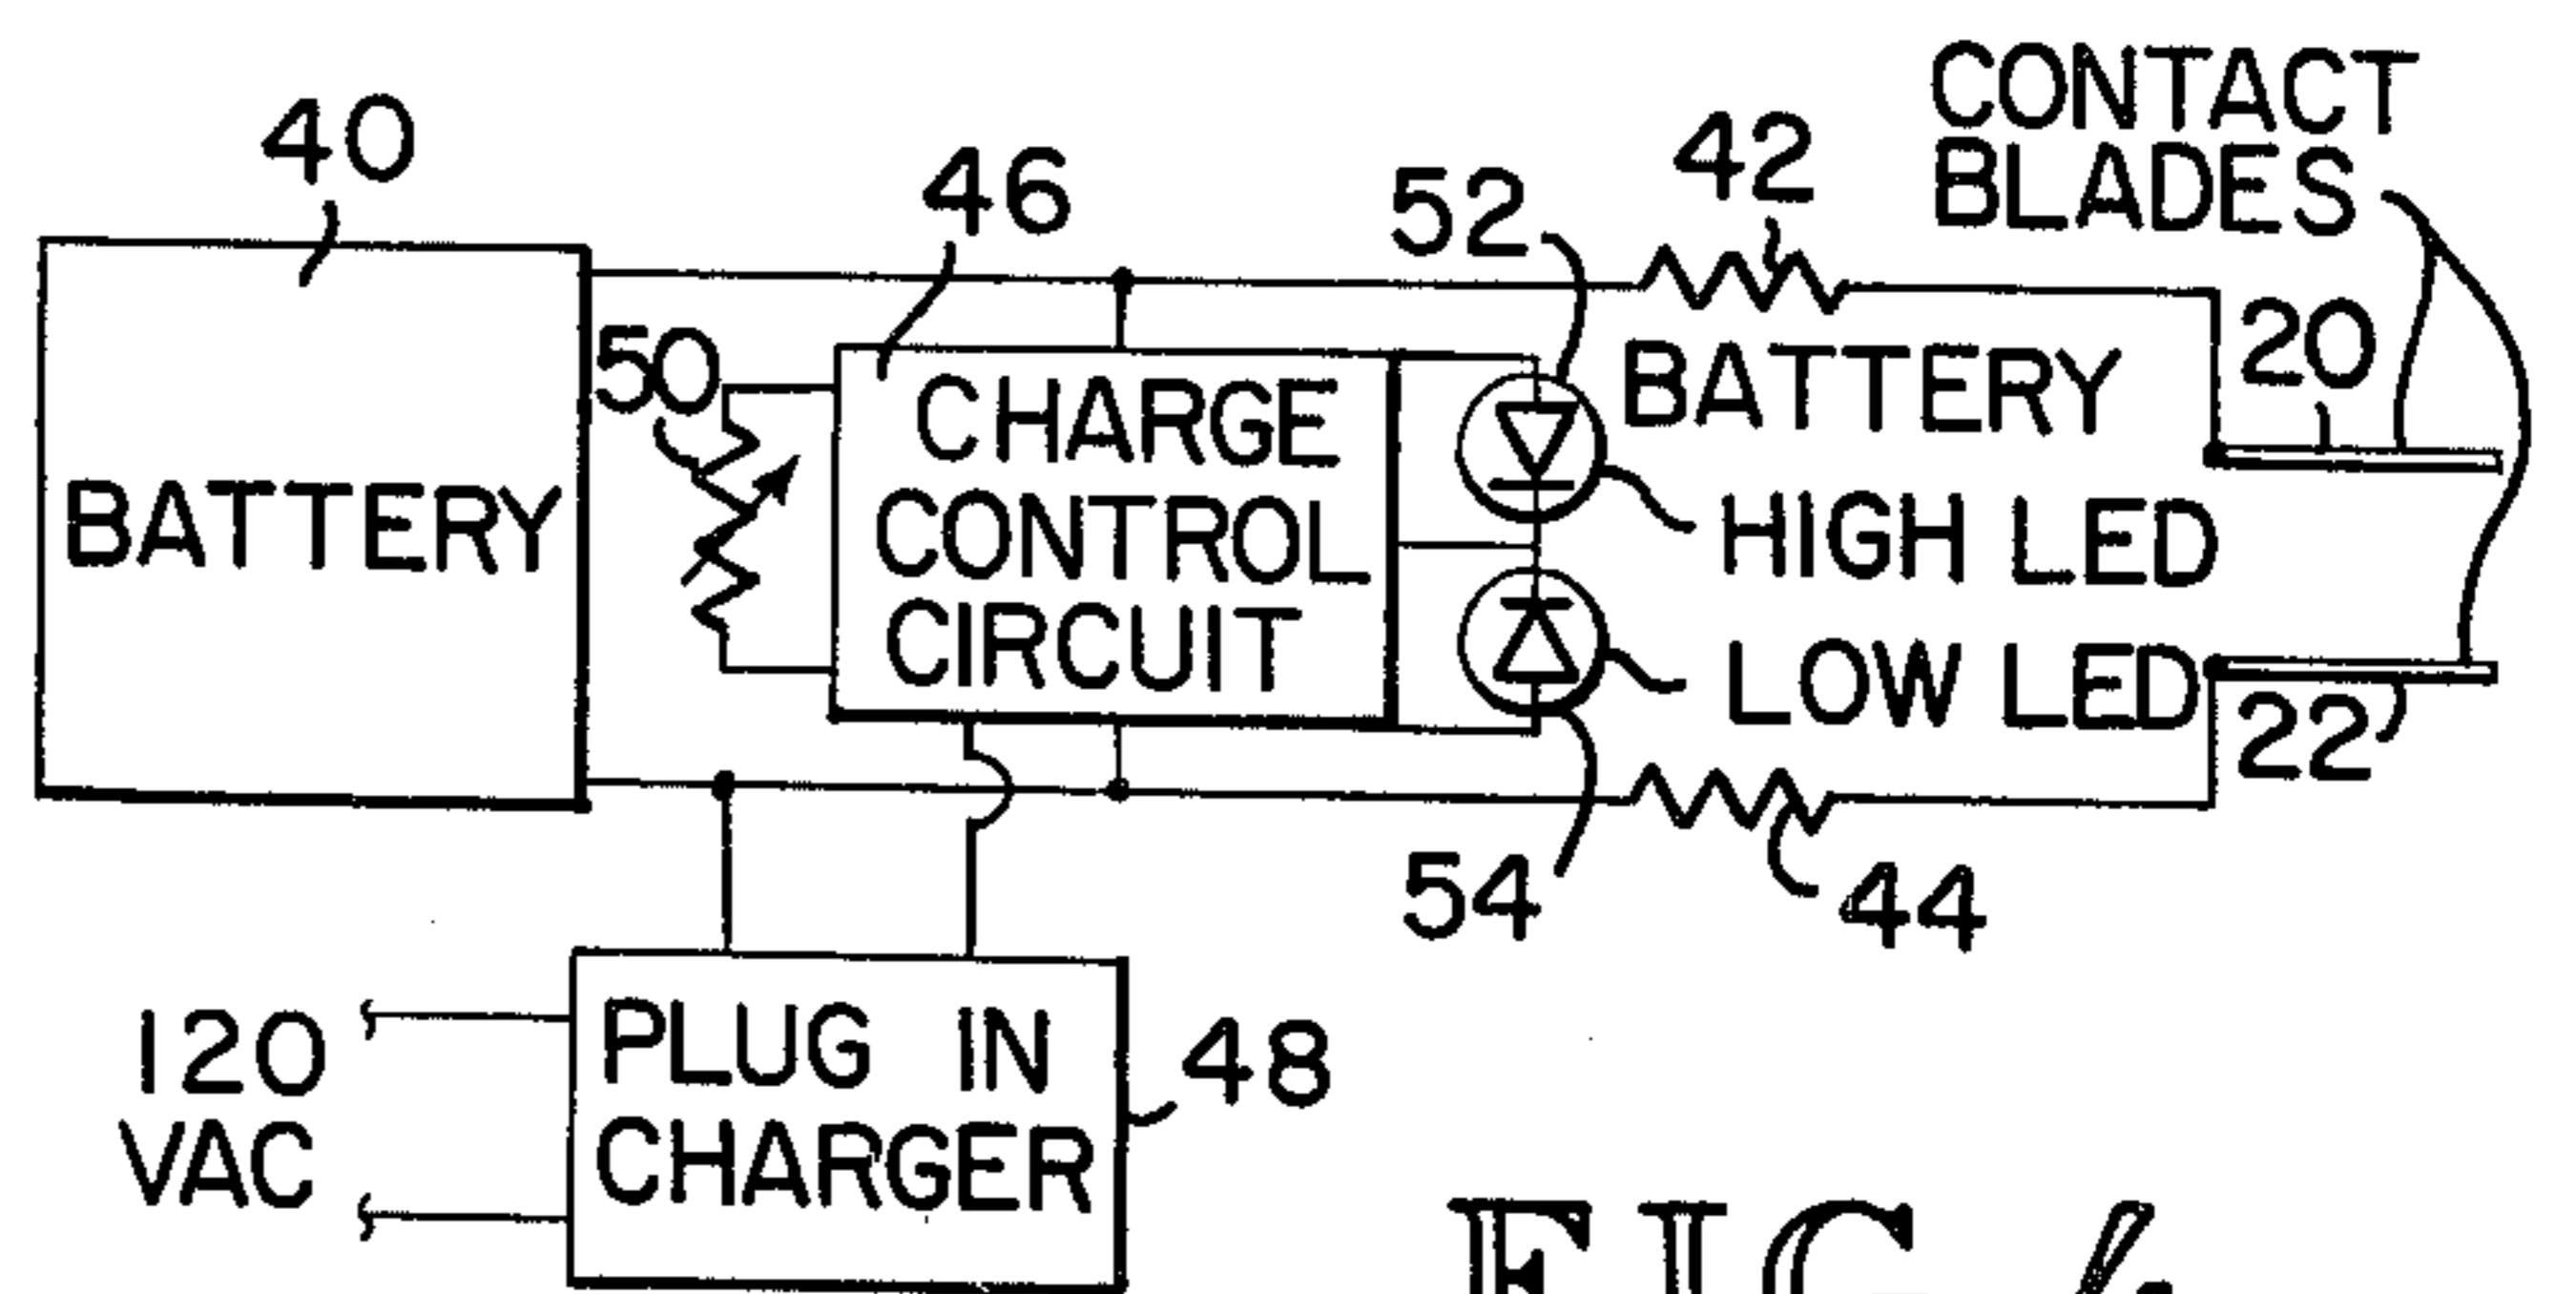 CONTACT
BLADES
40
46
52
42
20
50
BATTERY
CHARGE
CONTROL
CIRCUIT
BATTERY
HIGH LED
LOW LED
22
54
44
120
VAC
PLUG IN
CHARGER
48